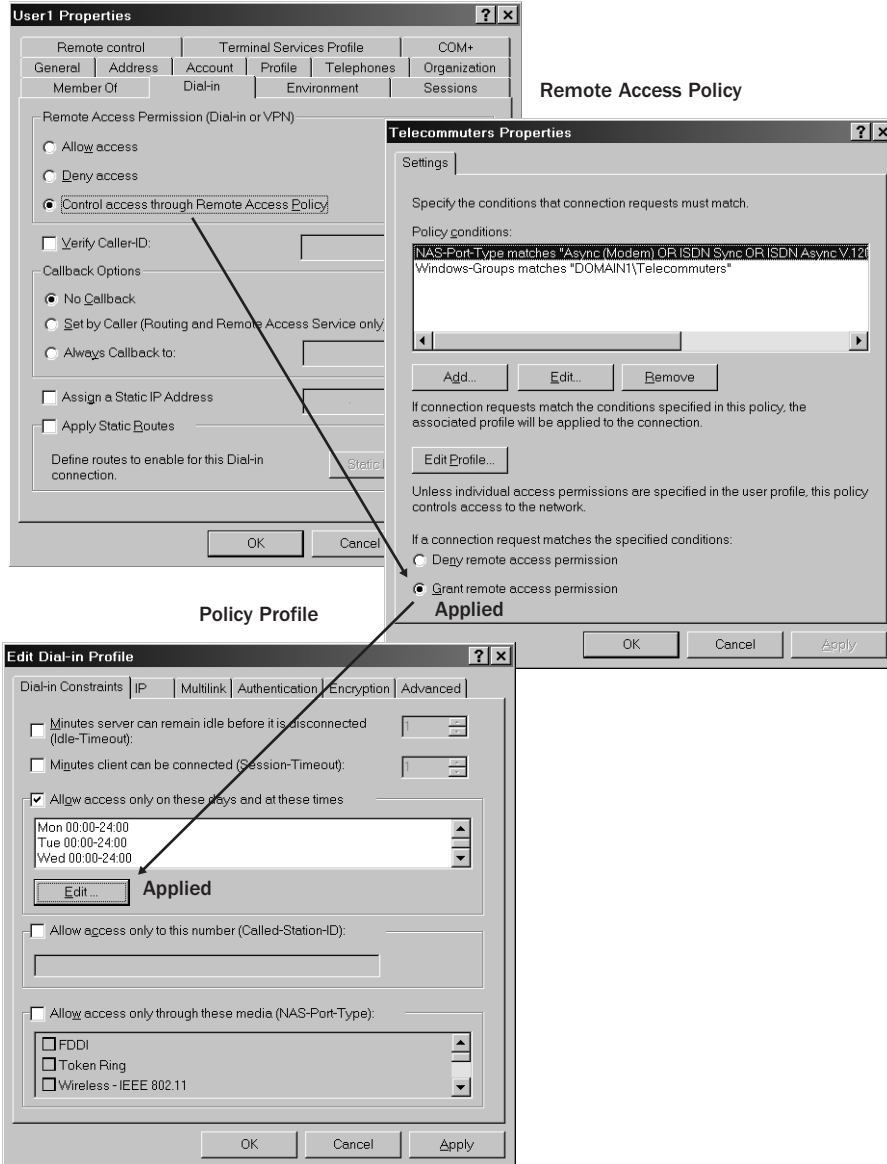 User1 Properties
Remote control
Terminal Services Profile
COM+
General
Address
Account
Profile
Telephones
Organization
Member Of
Dial-in
Environment
Sessions
Remote Access Permission (Dial-in or VPN)
Allow access
Deny access
Control access through Remote Access Policy
Verify Caller-ID:
Callback Options
No Callback
Set by Caller (Routing and Remote Access Service only)
Always Callback to:
Assign a Static IP Address
Apply Static Routes
Define routes to enable for this Dial-in
connection.
Static
OK
Cancel
Remote Access Policy
Telecommuters Properties
Settings
Specify the conditions that connection requests must match.
Policy conditions:
NAS-Port-Type matches "Async (Modem) OR ISDN Sync OR ISDN Async V.12
Windows-Groups matches "DOMAIN1\Telecommuters"
Add...
Edit...
Remove
If connection requests match the conditions specified in this policy, the
associated profile will be applied to the connection.
Edit Profile...
Unless individual access permissions are specified in the user profile, this policy
controls access to the network.
If a connection request matches the specified conditions:
Deny remote access permission
Grant remote access permission
Applied
OK
Cancel
Apply
Policy Profile
Edit Dial-in Profile
Dial-in Constraints
IP
Multilink
Authentication
Encryption
Advanced
Minutes server can remain idle before it is disconnected
(Idle-Timeout):
1
Minutes client can be connected (Session-Timeout):
1
Allow access only on these days and at these times
Mon 00:00-24:00
Tue 00:00-24:00
Wed 00:00-24:00
Edit...
Applied
Allow access only to this number (Called-Station-ID):
Allow access only through these media (NAS-Port-Type):
FDDI
Token Ring
Wireless - IEEE 802.11
OK
Cancel
Apply